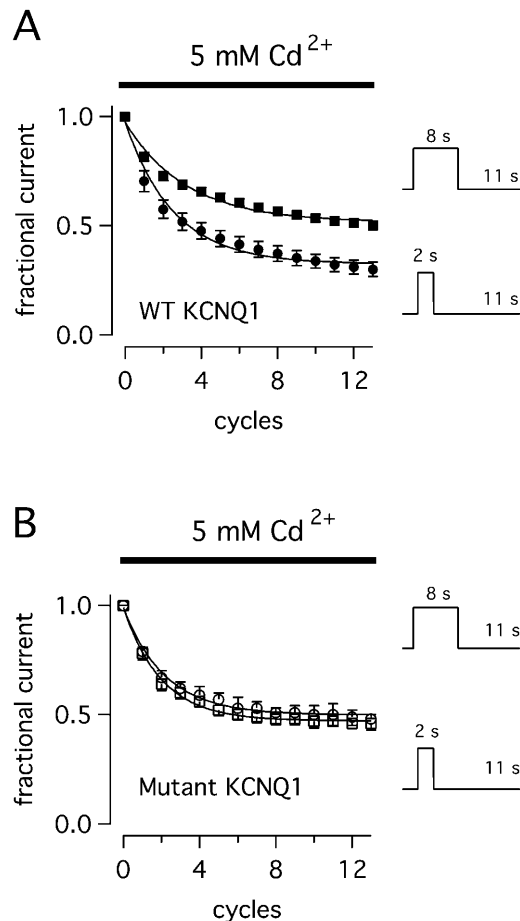 A
5 mM Cd²⁺
1.0
0.5
0.0
fractional current
WT KCNQ1
0 4 8 12
cycles
8 s
11 s
2 s
11 s
B
5 mM Cd²⁺
1.0
0.5
0.0
fractional current
Mutant KCNQ1
0 4 8 12
cycles
8 s
11 s
2 s
11 s